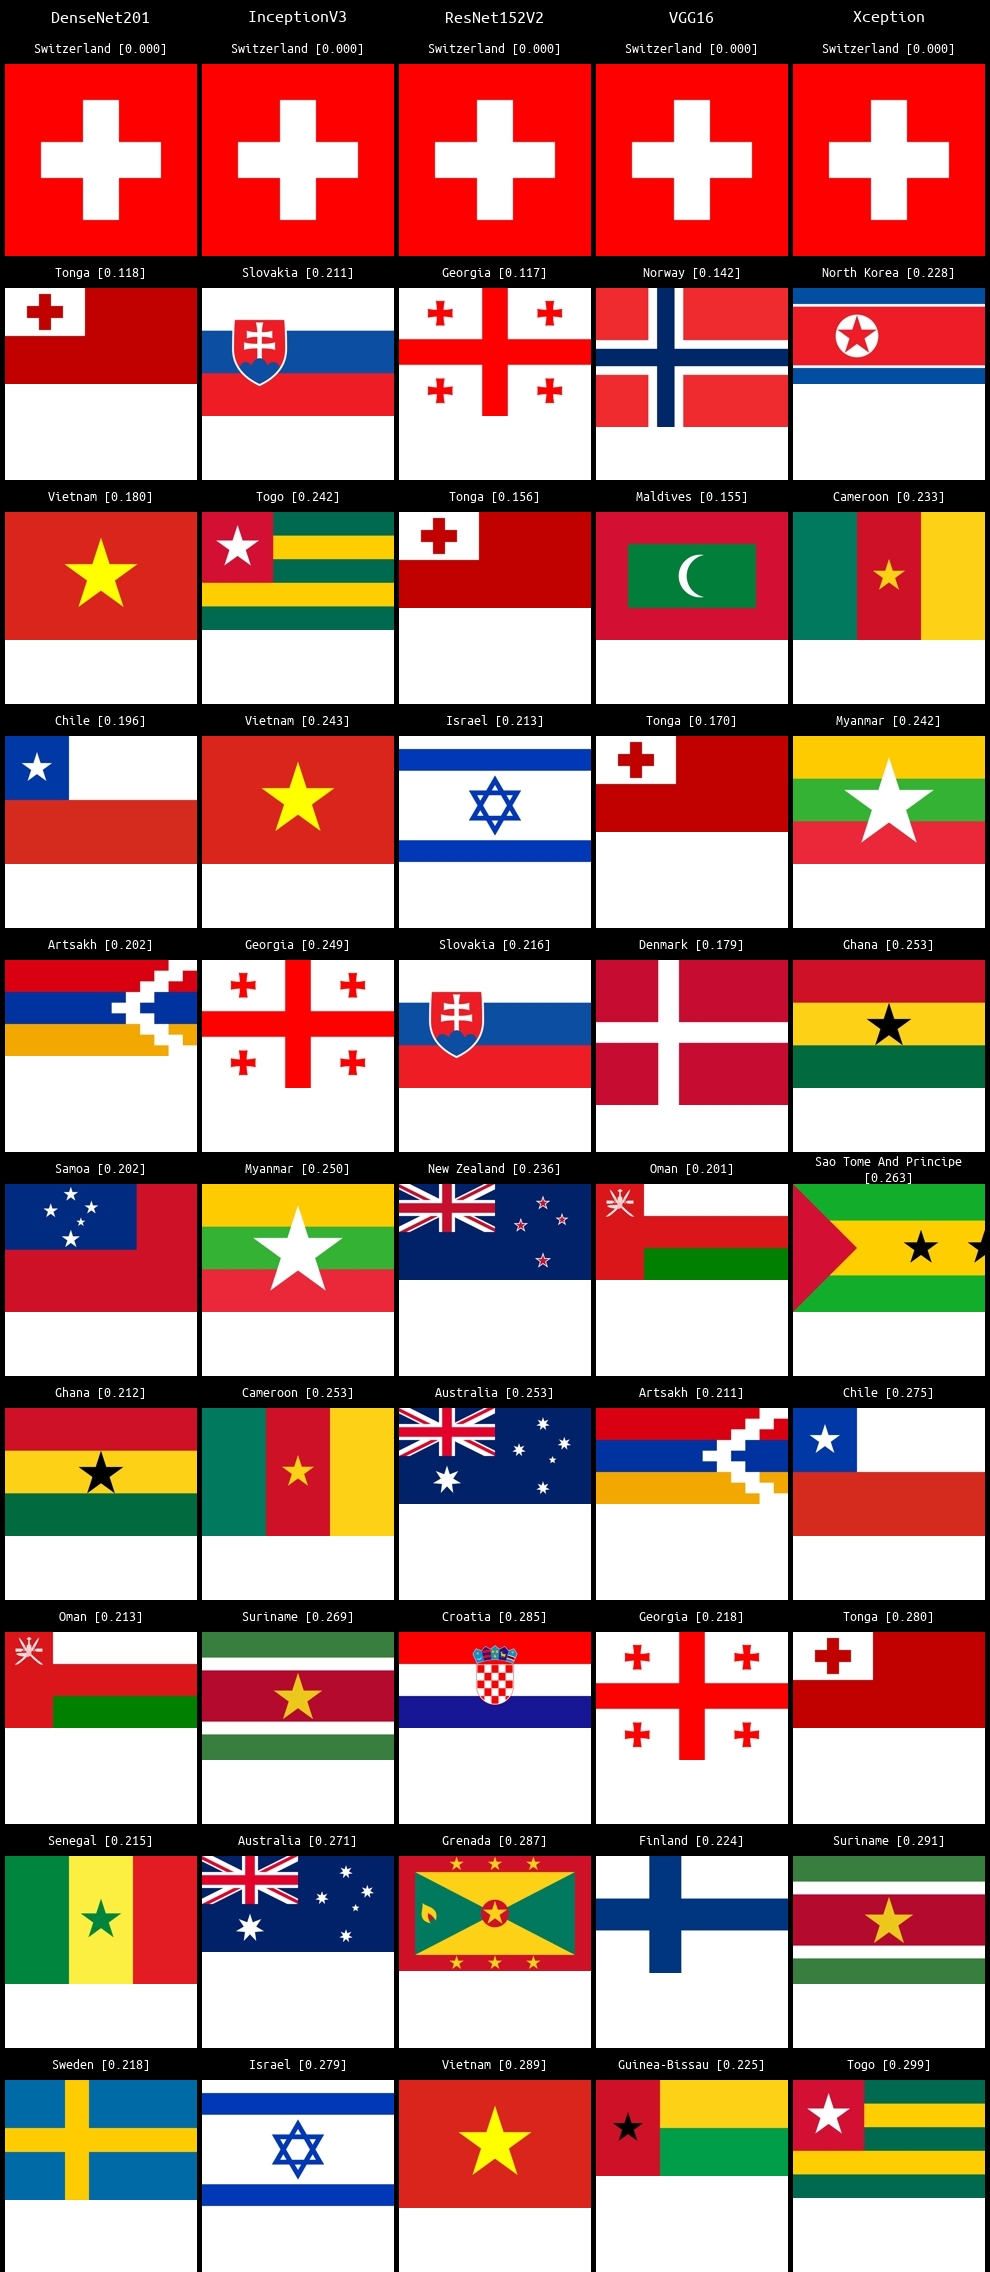 DenseNet201 InceptionV3 ResNet152V2 VGG16 Xception
Switzerland [0.000] Switzerland [0.000] Switzerland [0.000] Switzerland [0.000] Switzerland [0.000]
Tonga [0.118] Slovakia [0.211] Georgia [0.117] Norway [0.142] North Korea [0.228]
Vietnam [0.180] Togo [0.242] Tonga [0.156] Maldives [0.155] Cameroon [0.233]
Chile [0.196] Vietnam [0.243] Israel [0.213] Tonga [0.170] Myanmar [0.242]
Artsakh [0.202] Georgia [0.249] Slovakia [0.216] Denmark [0.179] Ghana [0.253]
Samoa [0.202] Myanmar [0.250] New Zealand [0.236] Oman [0.201] Sao Tome And Principe
[0.263]
Ghana [0.212] Cameroon [0.253] Australia [0.253] Artsakh [0.211] Chile [0.275]
Oman [0.213] Suriname [0.269] Croatia [0.285] Georgia [0.218] Tonga [0.280]
Senegal [0.215] Australia [0.271] Grenada [0.287] Finland [0.224] Suriname [0.291]
Sweden [0.218] Israel [0.279] Vietnam [0.289] Guinea-Bissau [0.225] Togo [0.299]